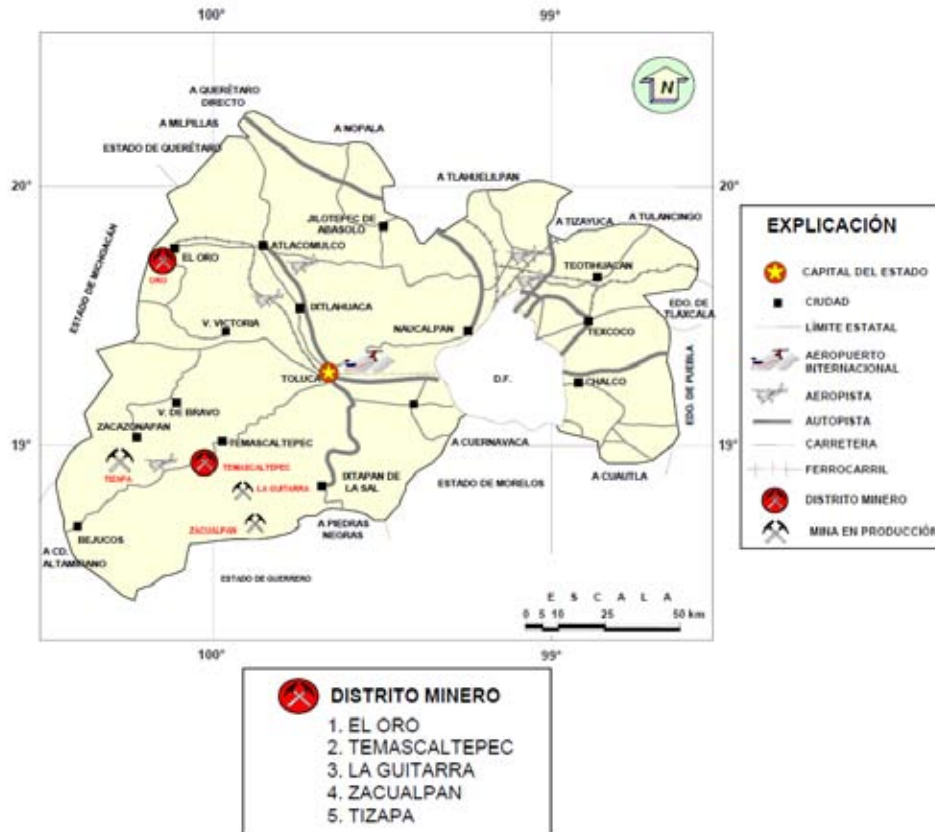 100°
99°
A QUERÉTARO
DIRECTO
A MILPILLAS
A NOPALA
ESTADO DE QUERÉTARO
N
20°
20°
A TLAHUELILPAN
A TIZAYUCA
A TULANCINGO
JILOTEPEC DE
ABASOLO
ESTADO DE MICHOACÁN
EL ORO
ORO
ATLACOMULCO
TEOTIHUACAN
IXTLAHUACA
EDO. DE
TLAXCALA
V. VICTORIA
NAUCALPAN
TEXCOCO
EDO. DE PUEBLA
TOLUCA
D.F.
CHALCO
V. DE BRAVO
ZACAZONAPAN
19°
19°
TEMASCALTEPEC
A CUERNAVACA
TEMASCALTEPEC
IXTAPAN DE
LA SAL
A CUAUTLA
LA GUITARRA
ESTADO DE MORELOS
ZACUALPAN
A PIEDRAS
NEGRAS
BEJUCOS
A CD.
ALTAMIRANO
ESTADO DE GUERRERO
E S C A L A
0 5 10 25 50 km
100°
99°
EXPLICACIÓN
CAPITAL DEL ESTADO
CIUDAD
LÍMITE ESTATAL
AEROPUERTO
INTERNACIONAL
AEROPISTA
AUTOPISTA
CARRETERA
FERROCARRIL
DISTRITO MINERO
MINA EN PRODUCCIÓN
DISTRITO MINERO
1. EL ORO
2. TEMASCALTEPEC
3. LA GUITARRA
4. ZACUALPAN
5. TIZAPA